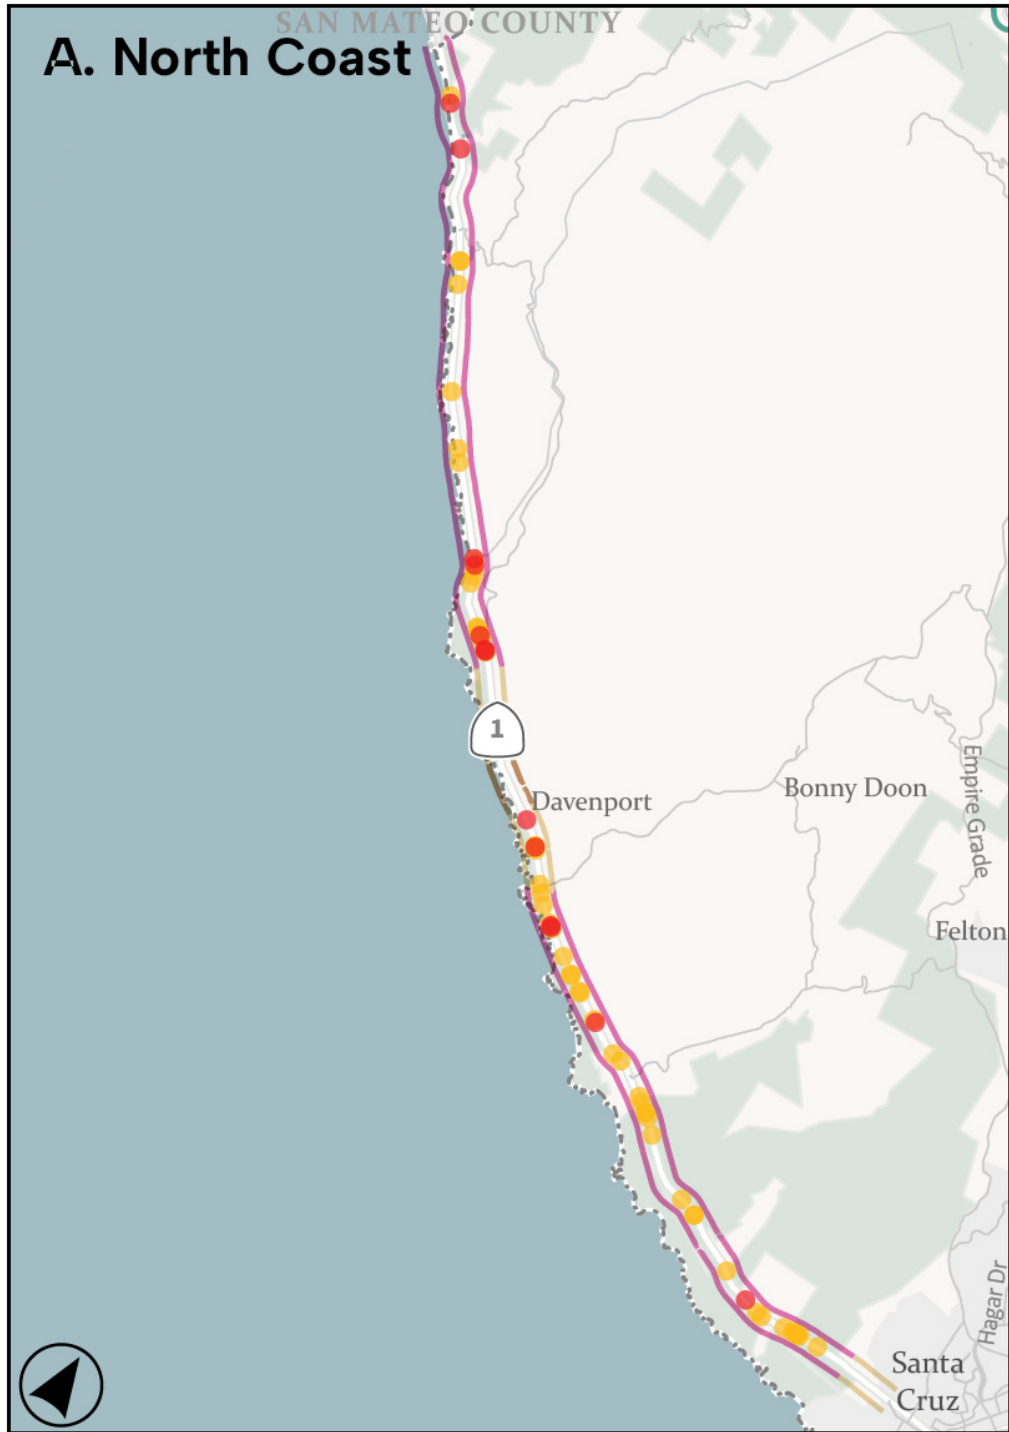 SAN MATEO COUNTY
A. North Coast
1
Davenport
Bonny Doon
Empire Grade
Felton
Hagar Dr
Santa
Cruz